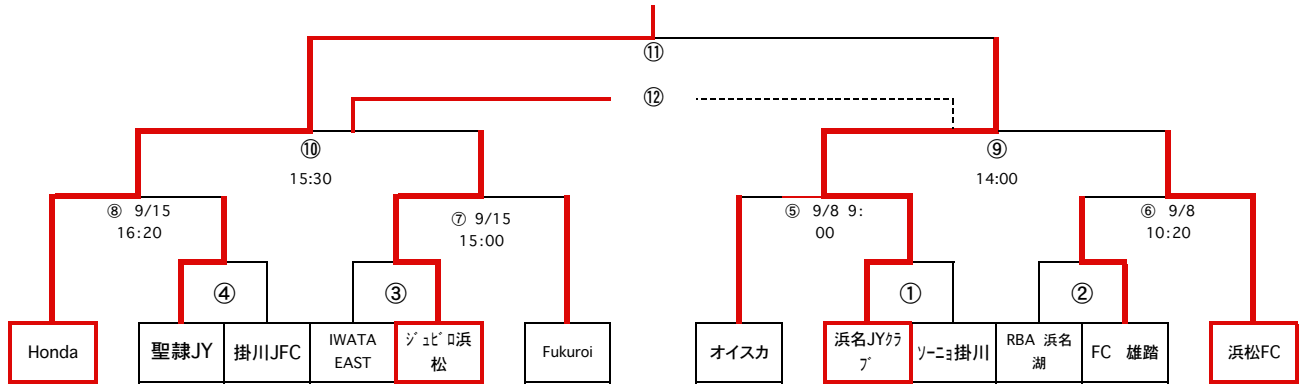 ⑪
⑫
⑩
15:30
⑨
14:00
⑧ 9/15
16:20
⑦ 9/15
15:00
⑤ 9/8 9:
00
⑥ 9/8
10:20
④
③
①
②
Honda
聖隷JY
掛川JFC
IWATA
EAST
ジュビロ浜
松
Fukuroi
オイスカ
浜名JYクラ
ブ
ソーニョ掛川
RBA 浜名
湖
FC 雄踏
浜松FC